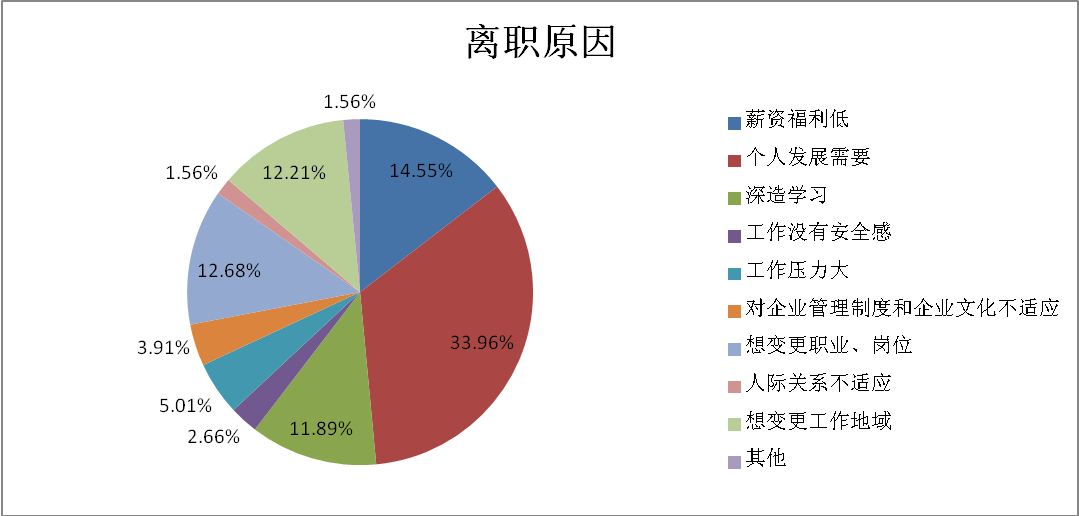 离职原因
1.56%
14.55%
33.96%
11.89%
2.66%
5.01%
3.91%
12.68%
1.56%
12.21%
薪资福利低
个人发展需要
深造学习
工作没有安全感
工作压力大
对企业管理制度和企业文化不适应
想变更职业、岗位
人际关系不适应
想变更工作地域
其他